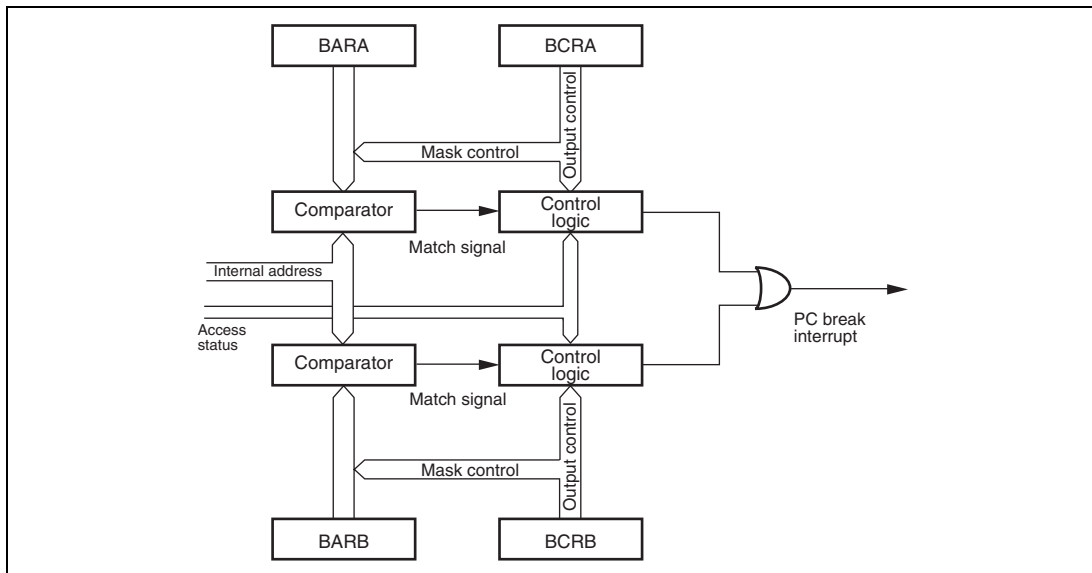 BARA
BCRA
Output control
Mask control
Comparator
Control
logic
Match signal
Internal address
Access
status
PC break
interrupt
Comparator
Control
logic
Match signal
Output control
Mask control
BARB
BCRB